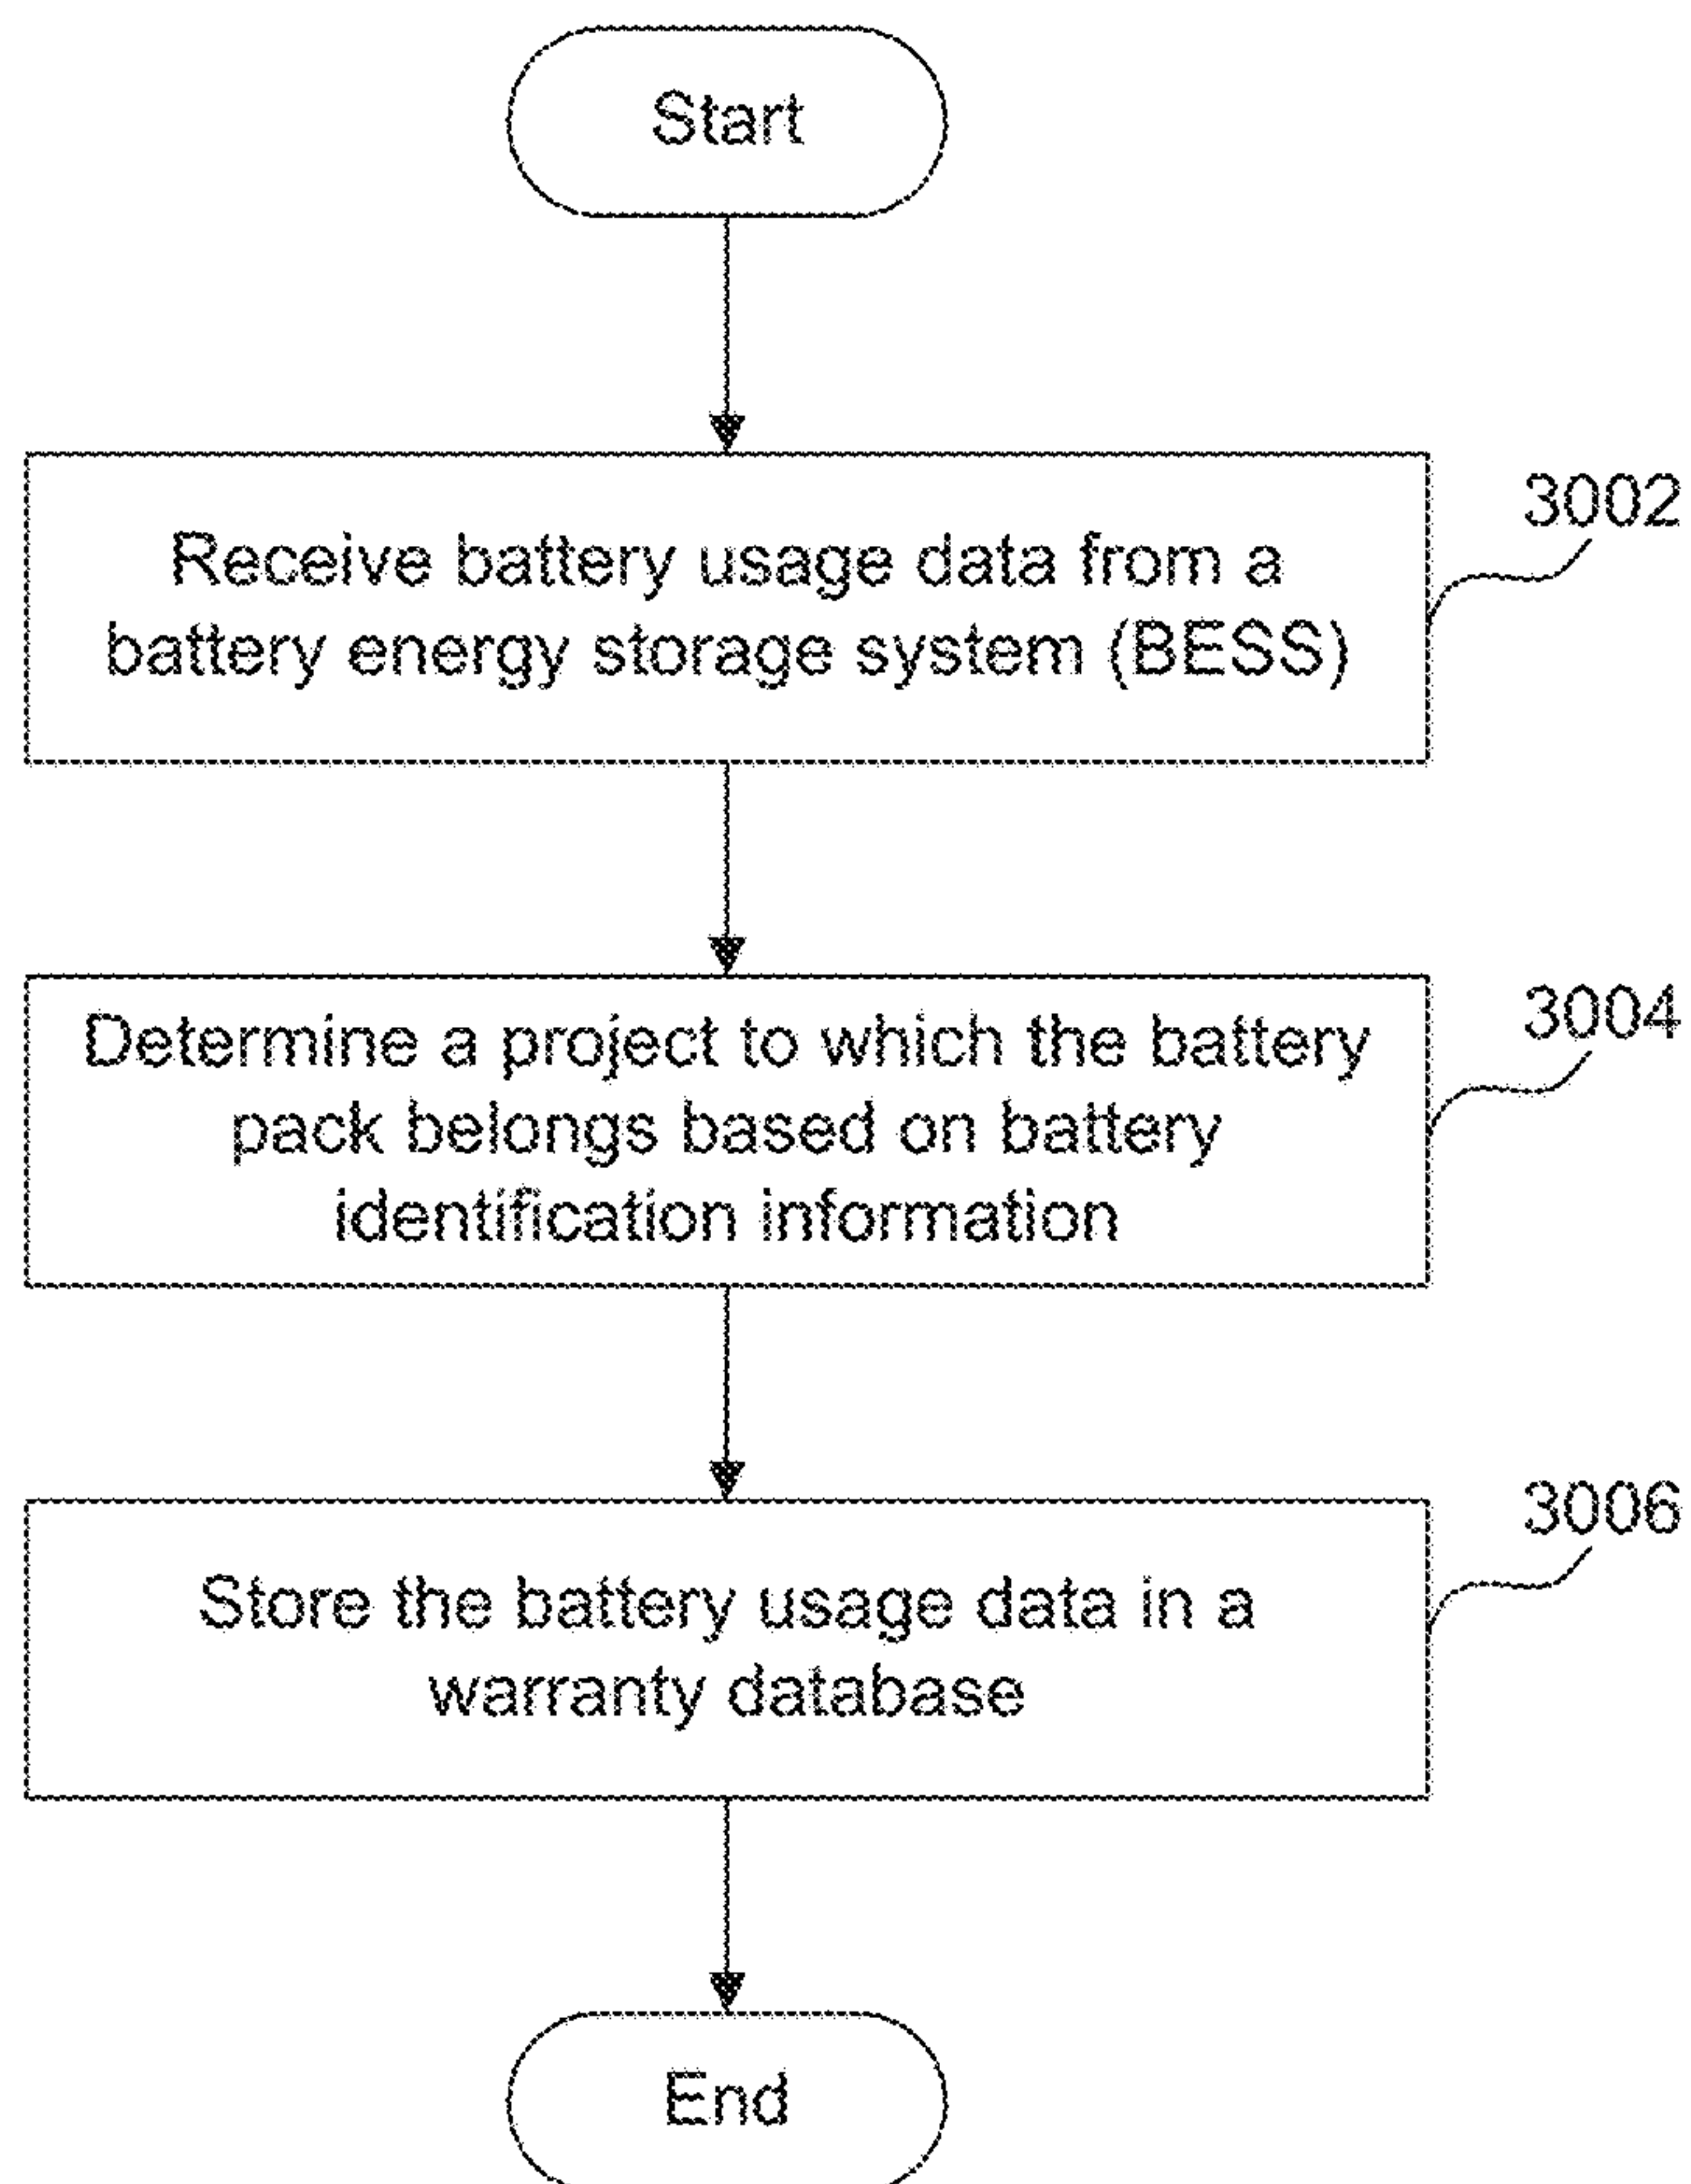 Start
3002
Receive battery usage data from a
battery energy storage system (BESS)
3004
Determine a project to which the battery
pack belongs based on battery
identification information
3006
Store the battery usage data in a
warranty database
End